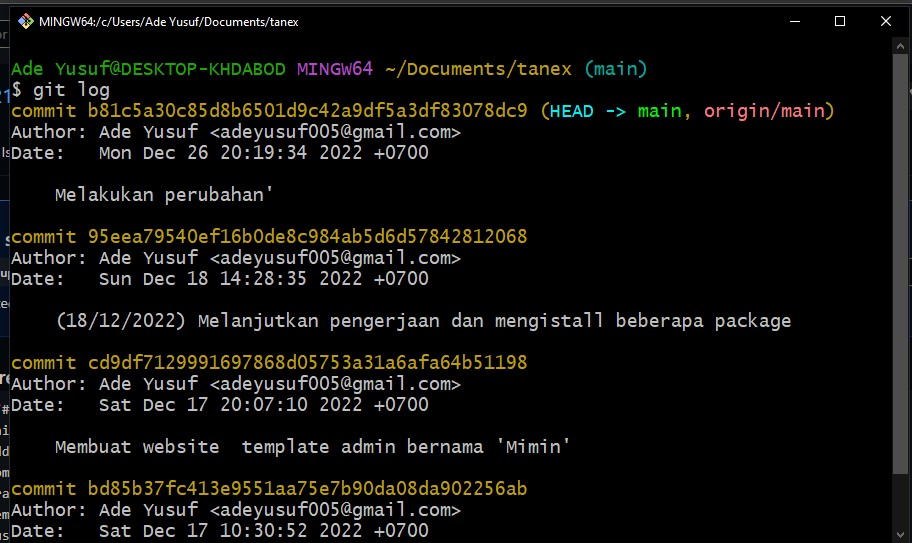 MINGW64:/c/Users/Ade Yusuf/Documents/tanex
Ade Yusuf@DESKTOP-KHDABOD MINGW64 ~/Documents/tanex (main)
$ git log
commit b81c5a30c85d8b6501d9c42a9df5a3df83078dc9 (HEAD -> main, origin/main)
Author: Ade Yusuf <adeyusuf005@gmail.com>
Date:   Mon Dec 26 20:19:34 2022 +0700
Melakukan perubahan'
commit 95eea79540ef16b0de8c984ab5d6d57842812068
Author: Ade Yusuf <adeyusuf005@gmail.com>
Date:   Sun Dec 18 14:28:35 2022 +0700
(18/12/2022) Melanjutkan pengerjaan dan mengistall beberapa package
commit cd9df7129991697868d05753a31a6afa64b51198
Author: Ade Yusuf <adeyusuf005@gmail.com>
Date:   Sat Dec 17 20:07:10 2022 +0700
Membuat website  template admin bernama 'Mimin'
commit bd85b37fc413e9551aa75e7b90da08da902256ab
Author: Ade Yusuf <adeyusuf005@gmail.com>
Date:   Sat Dec 17 10:30:52 2022 +0700